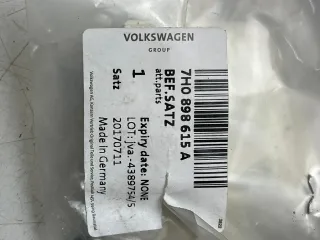 VOLKSWAGEN
GROUP
7H0 898 615 A
BEF.SATZ
att.parts
1
Satz
Expiry date: NONE
LOT: jva.-4389754/5
20170711
Made in Germany